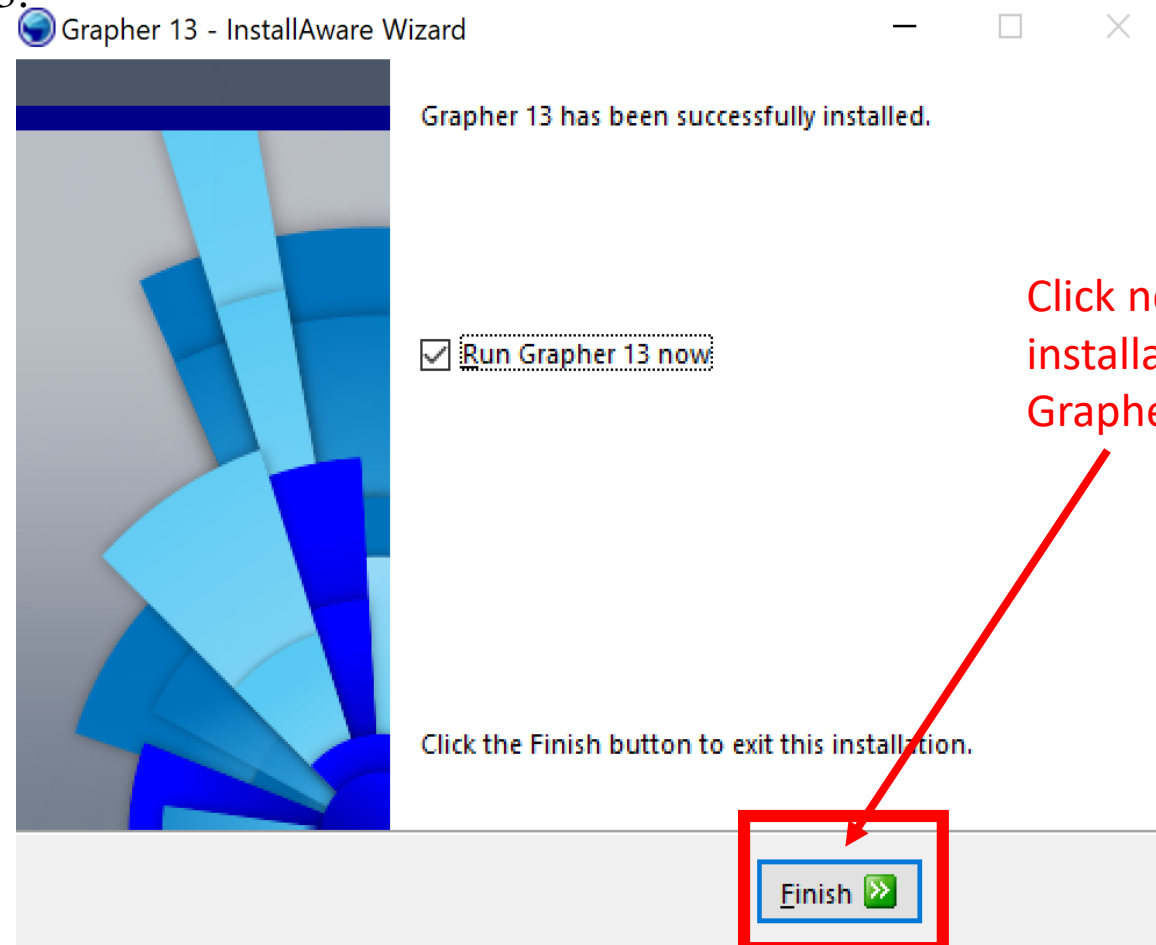 Grapher 13 - InstallAware Wizard
Grapher 13 has been successfully installed.
Click
Run Grapher 13 now
Click the Finish button to exit this installation.
Finish